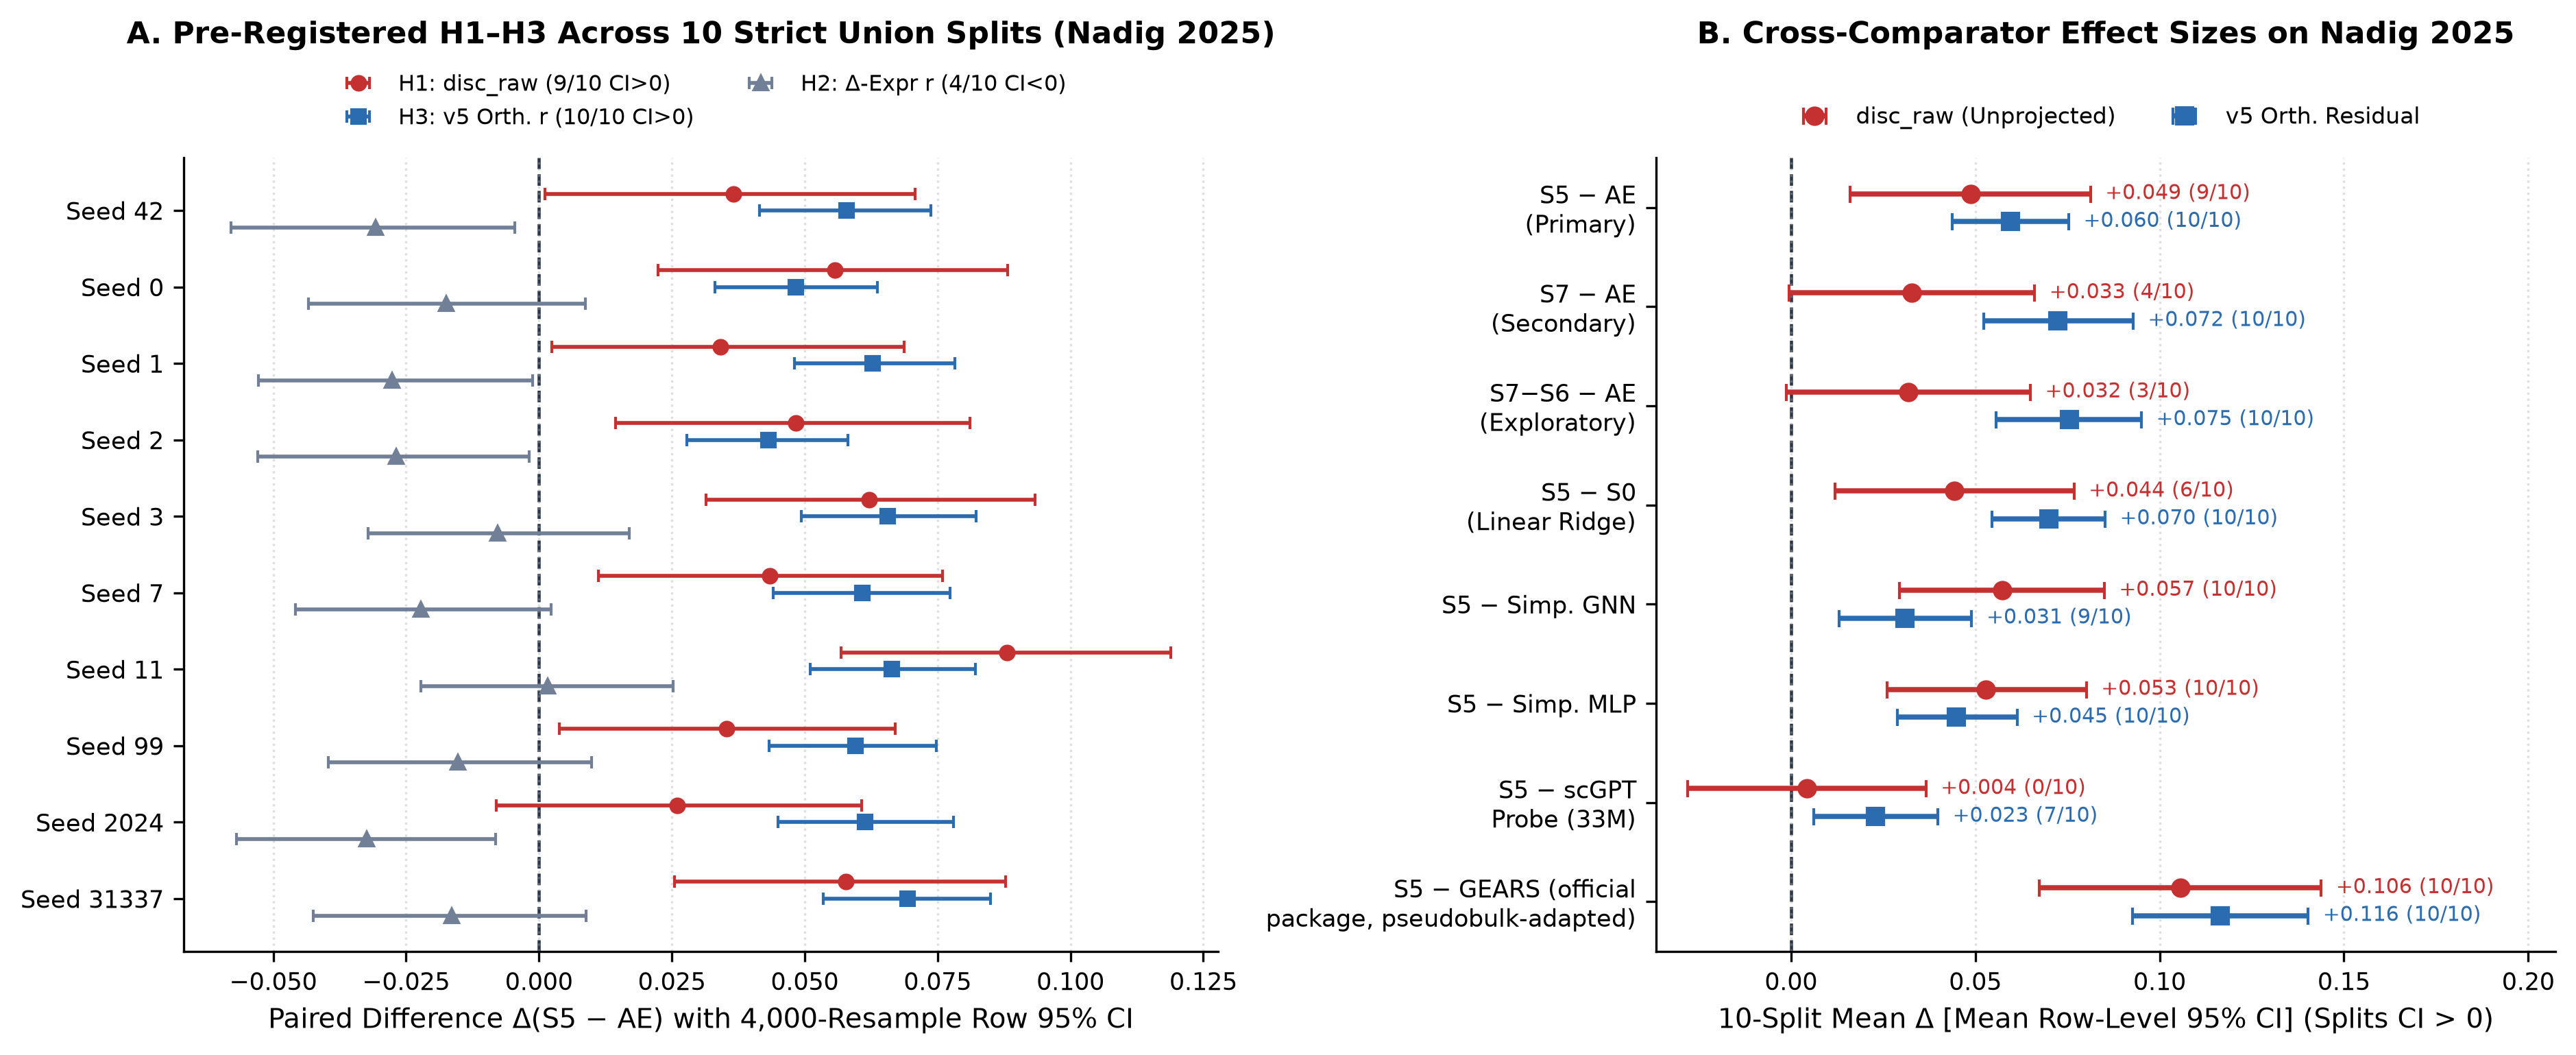 A. Pre-Registered H1–H3 Across 10 Strict Union Splits (Nadig 2025)
H1: disc_raw (9/10 CI>0)
H2: Δ-Expr r (4/10 CI<0)
H3: v5 Orth. r (10/10 CI>0)
Seed 42
Seed 0
Seed 1
Seed 2
Seed 3
Seed 7
Seed 11
Seed 99
Seed 2024
Seed 31337
−0.050 −0.025 0.000 0.025 0.050 0.075 0.100 0.125
Paired Difference Δ(S5 − AE) with 4,000-Resample Row 95% CI
B. Cross-Comparator Effect Sizes on Nadig 2025
disc_raw (Unprojected)
v5 Orth. Residual
S5 − AE
(Primary)
+0.049 (9/10)
+0.060 (10/10)
S7 − AE
(Secondary)
+0.033 (4/10)
+0.072 (10/10)
S7−S6 − AE
(Exploratory)
+0.032 (3/10)
+0.075 (10/10)
S5 − S0
(Linear Ridge)
+0.044 (6/10)
+0.070 (10/10)
S5 − Simp. GNN
+0.057 (10/10)
+0.031 (9/10)
S5 − Simp. MLP
+0.053 (10/10)
+0.045 (10/10)
S5 − scGPT
Probe (33M)
+0.004 (0/10)
+0.023 (7/10)
S5 − GEARS (official
package, pseudobulk-adapted)
+0.106 (10/10)
+0.116 (10/10)
0.00 0.05 0.10 0.15 0.20
10-Split Mean Δ [Mean Row-Level 95% CI] (Splits CI > 0)